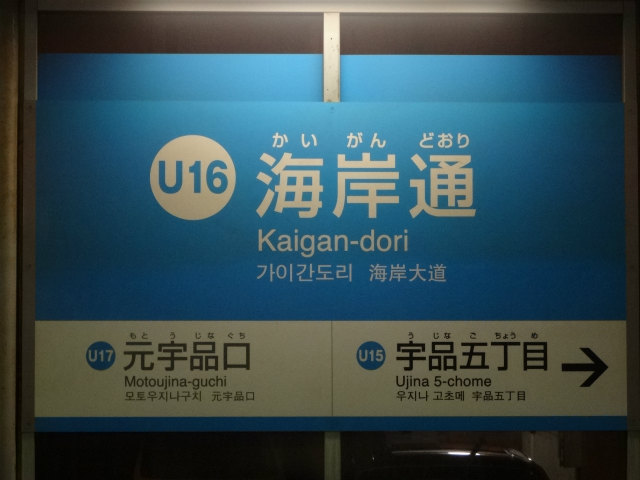 かいがんどおり
U16 海岸通
Kaigan-dori
가이간도리 海岸大道
もとうじなぐち
U17 元宇品口
Motoujina-guchi
모토우지나구치 元宇品口
うじなごちょうめ
U15 宇品五丁目
Ujina 5-chome
우지나 고초메 宇品五丁目